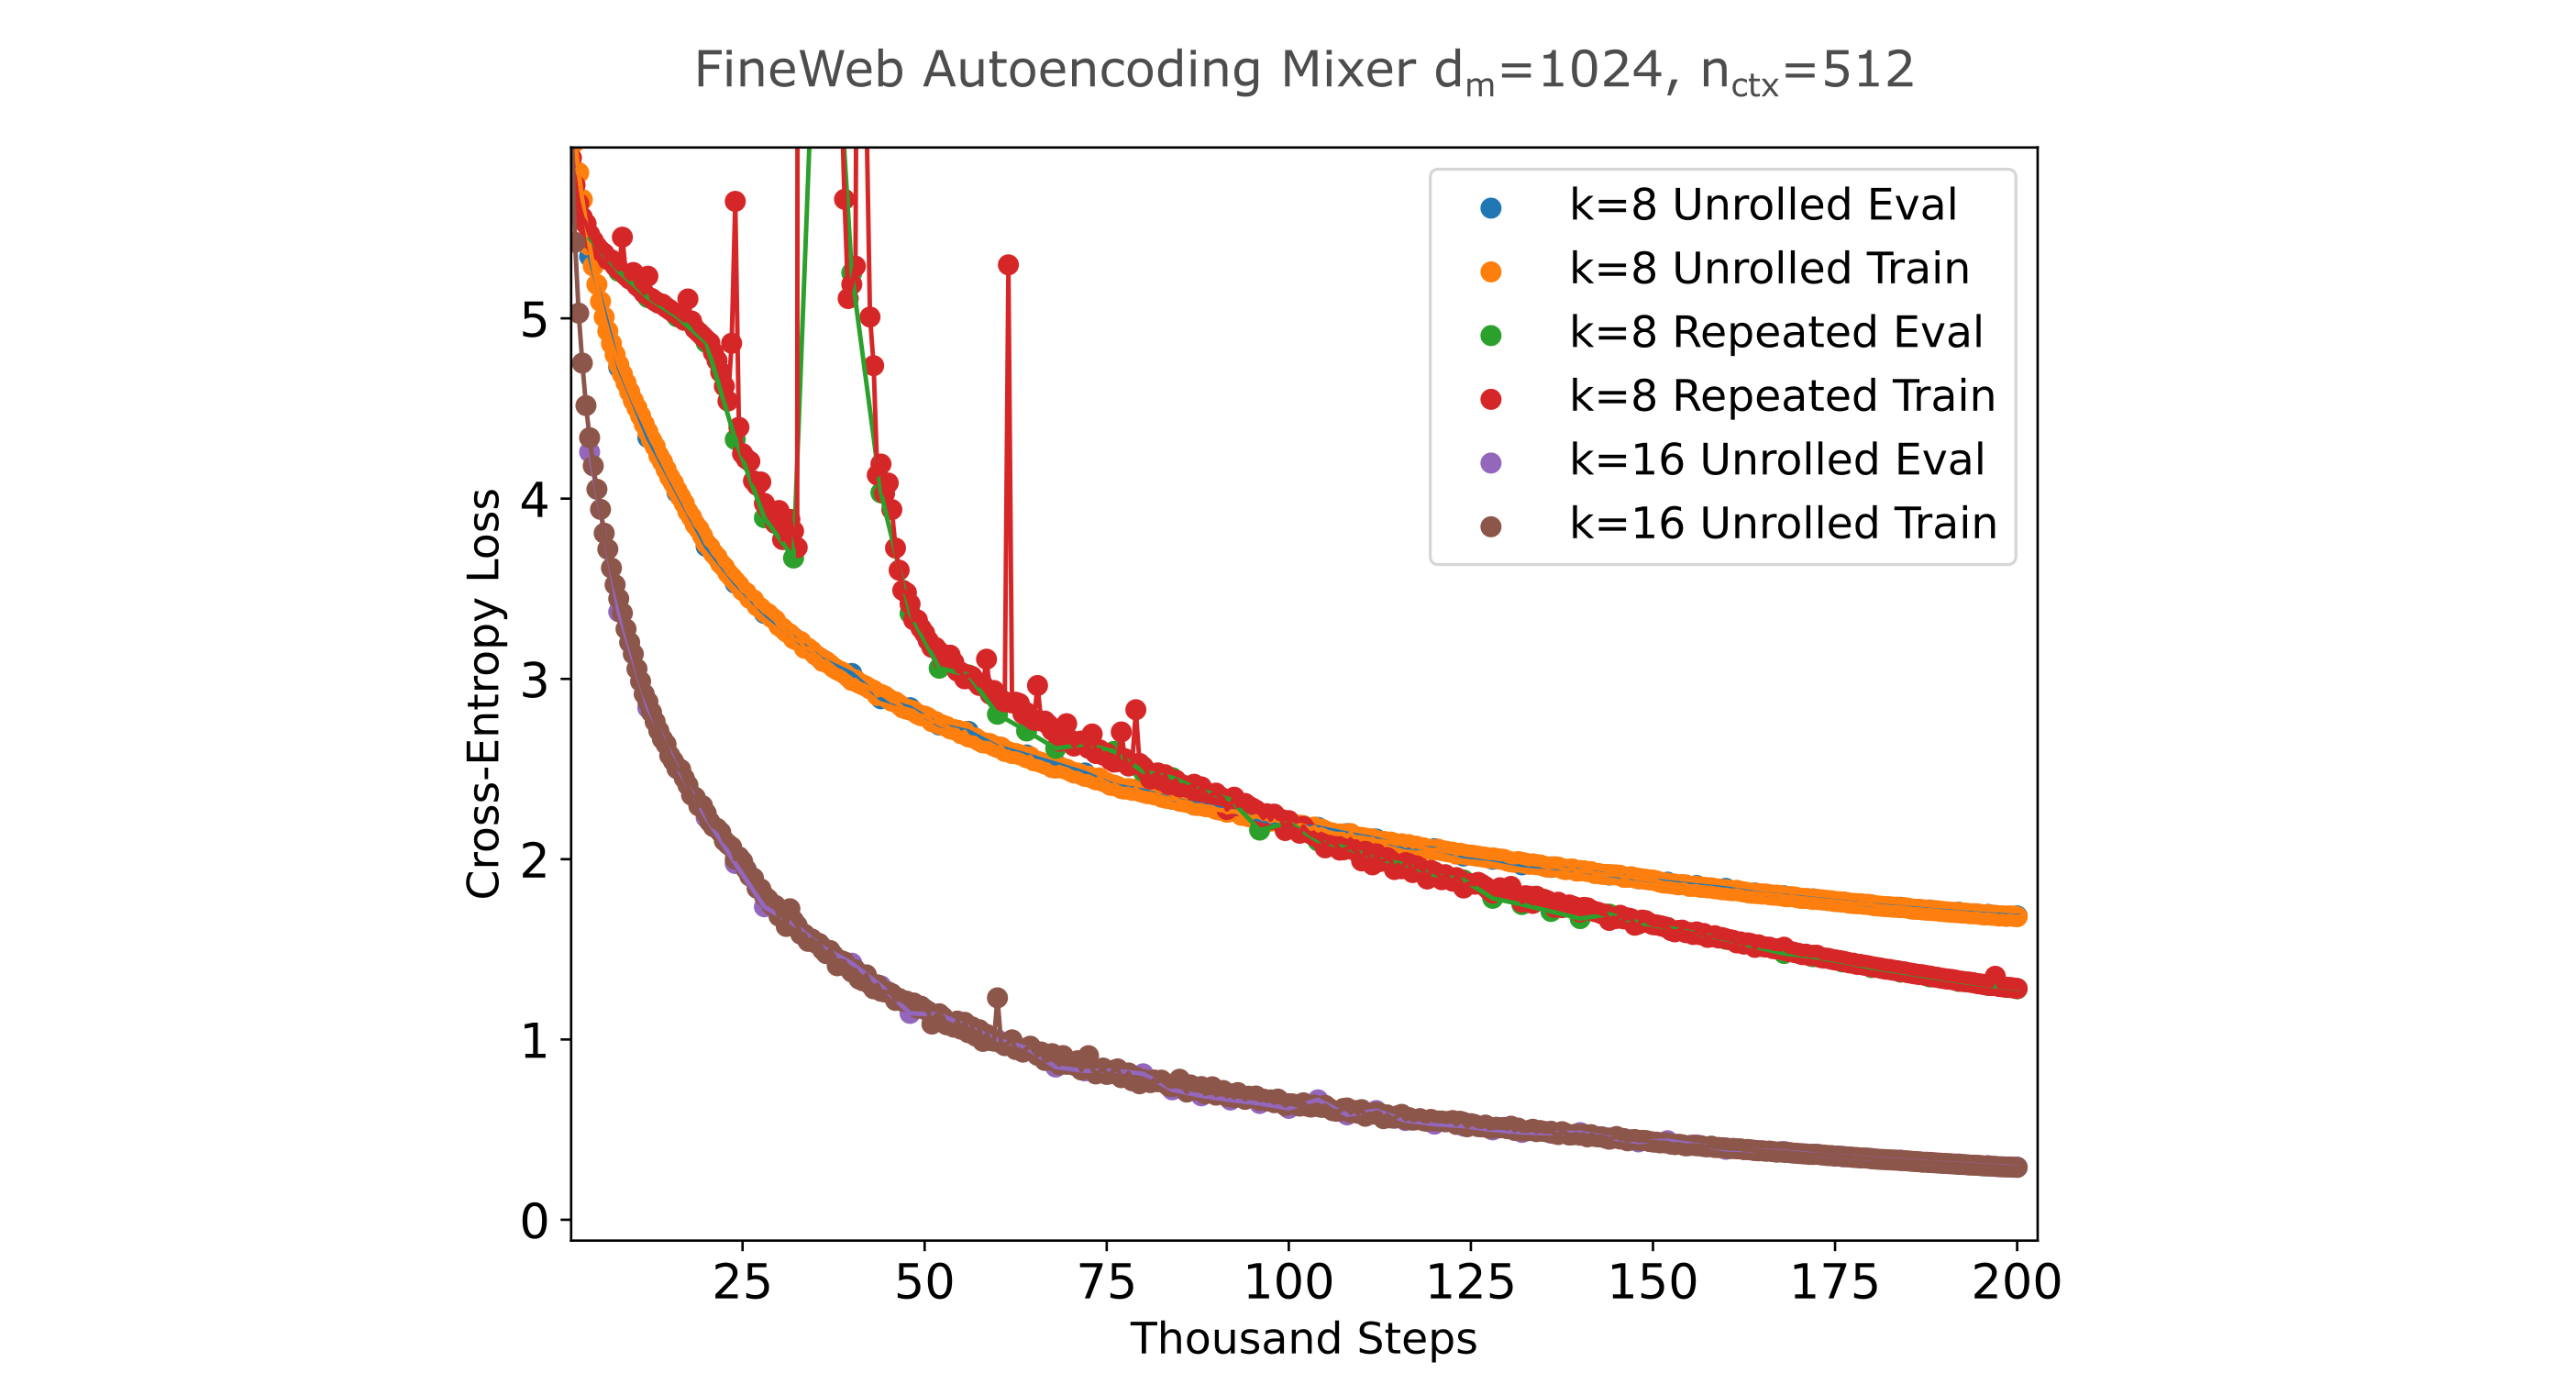 FineWeb Autoencoding Mixer dm=1024, nctx=512
k=8 Unrolled Eval
k=8 Unrolled Train
k=8 Repeated Eval
k=8 Repeated Train
k=16 Unrolled Eval
k=16 Unrolled Train
Cross-Entropy Loss
5
4
3
2
1
0
25 50 75 100 125 150 175 200
Thousand Steps